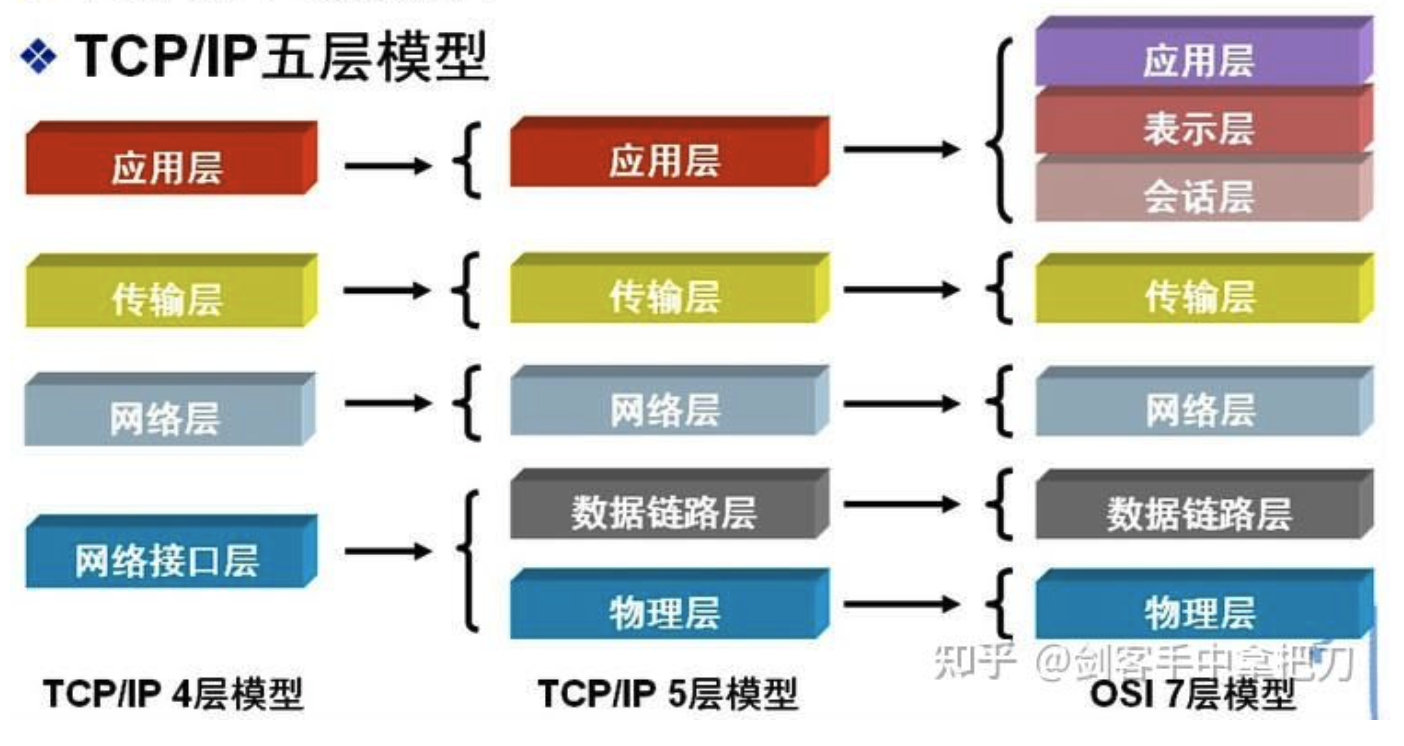 ❖ TCP/IP五层模型
应用层
传输层
网络层
网络接口层
TCP/IP 4层模型
应用层
传输层
网络层
数据链路层
物理层
TCP/IP 5层模型
应用层
表示层
会话层
传输层
网络层
数据链路层
物理层
知乎 @剑客手中拿把刀
OSI 7层模型